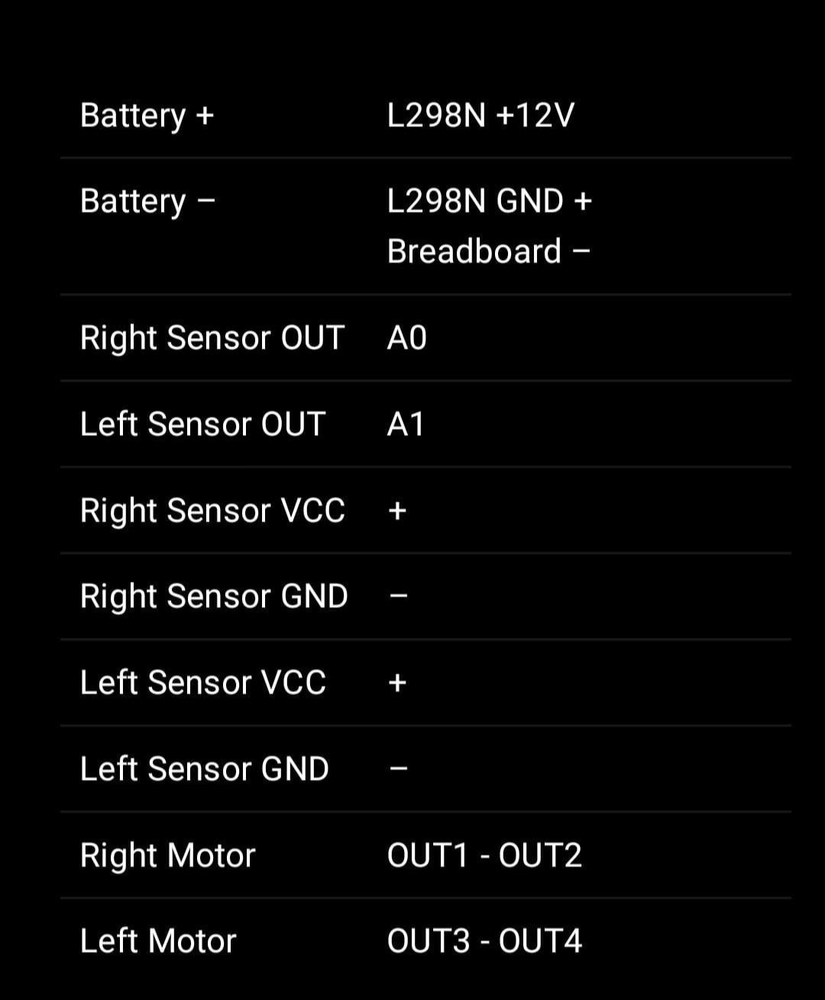 Battery + L298N +12V
Battery – L298N GND +
Breadboard –
Right Sensor OUT A0
Left Sensor OUT A1
Right Sensor VCC +
Right Sensor GND –
Left Sensor VCC +
Left Sensor GND –
Right Motor OUT1 - OUT2
Left Motor OUT3 - OUT4